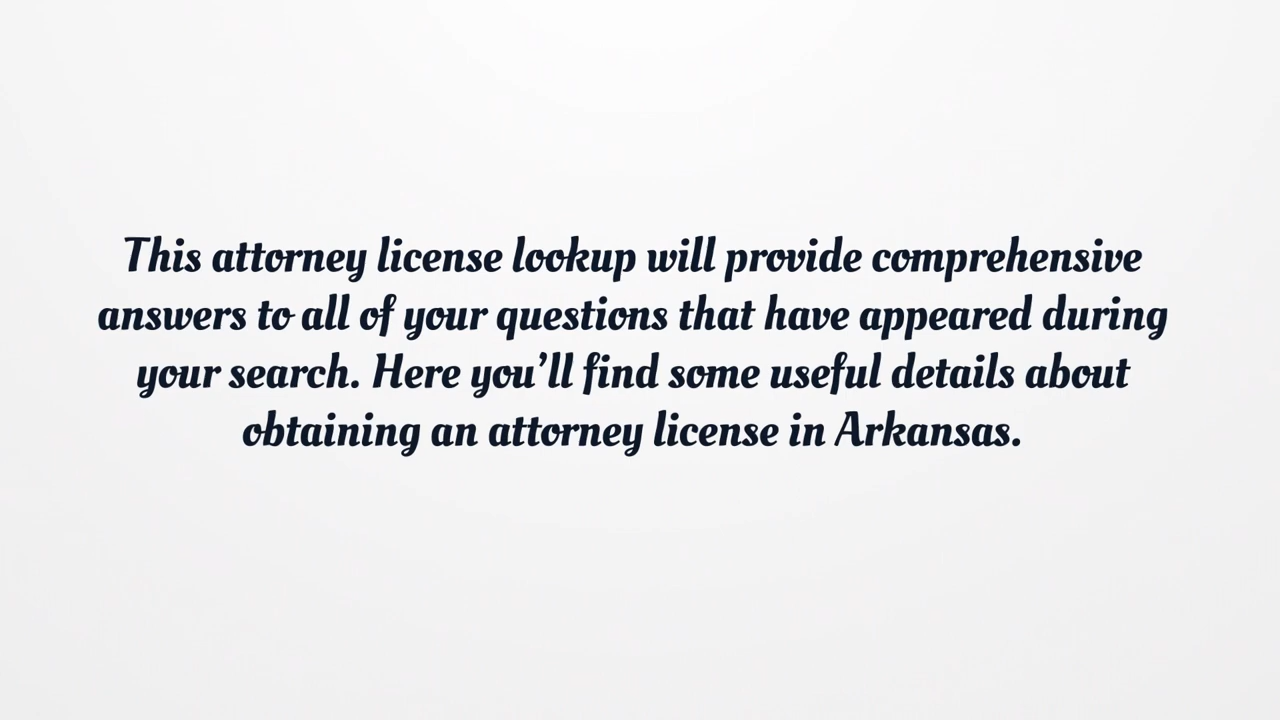 This attorney license lookup will provide comprehensive
answers to all of your questions that have appeared during
your search. Here you’ll find some useful details about
obtaining an attorney license in Arkansas.